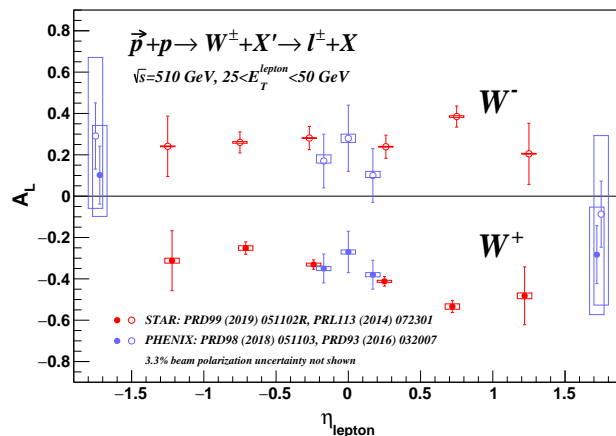 p⃗+p→W±+X′→l±+X
√s=510 GeV, 25<E_T^lepton<50 GeV
W⁻
W⁺
STAR: PRD99 (2019) 051102R, PRL113 (2014) 072301
PHENIX: PRD98 (2018) 051103, PRD93 (2016) 032007
3.3% beam polarization uncertainty not shown
A_L
0.8
0.6
0.4
0.2
0
−0.2
−0.4
−0.6
−0.8
−1.5
−1
−0.5
0
0.5
1
1.5
η_lepton